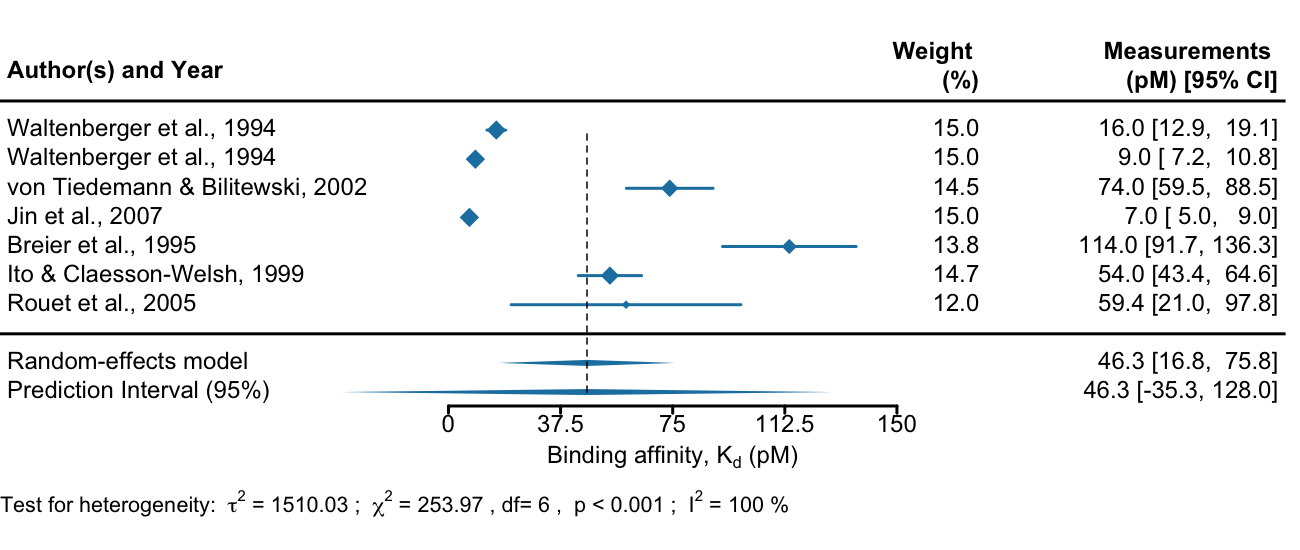 Author(s) and Year Weight (%) Measurements (pM) [95% CI]
Waltenberger et al., 1994 15.0 16.0 [12.9, 19.1]
Waltenberger et al., 1994 15.0 9.0 [ 7.2, 10.8]
von Tiedemann & Bilitewski, 2002 14.5 74.0 [59.5, 88.5]
Jin et al., 2007 15.0 7.0 [ 5.0, 9.0]
Breier et al., 1995 13.8 114.0 [91.7, 136.3]
Ito & Claesson-Welsh, 1999 14.7 54.0 [43.4, 64.6]
Rouet et al., 2005 12.0 59.4 [21.0, 97.8]
Random-effects model 46.3 [16.8, 75.8]
Prediction Interval (95%) 46.3 [-35.3, 128.0]
0 37.5 75 112.5 150
Binding affinity, Kd (pM)
Test for heterogeneity: τ² = 1510.03 ; χ² = 253.97 , df= 6 , p < 0.001 ; I² = 100 %